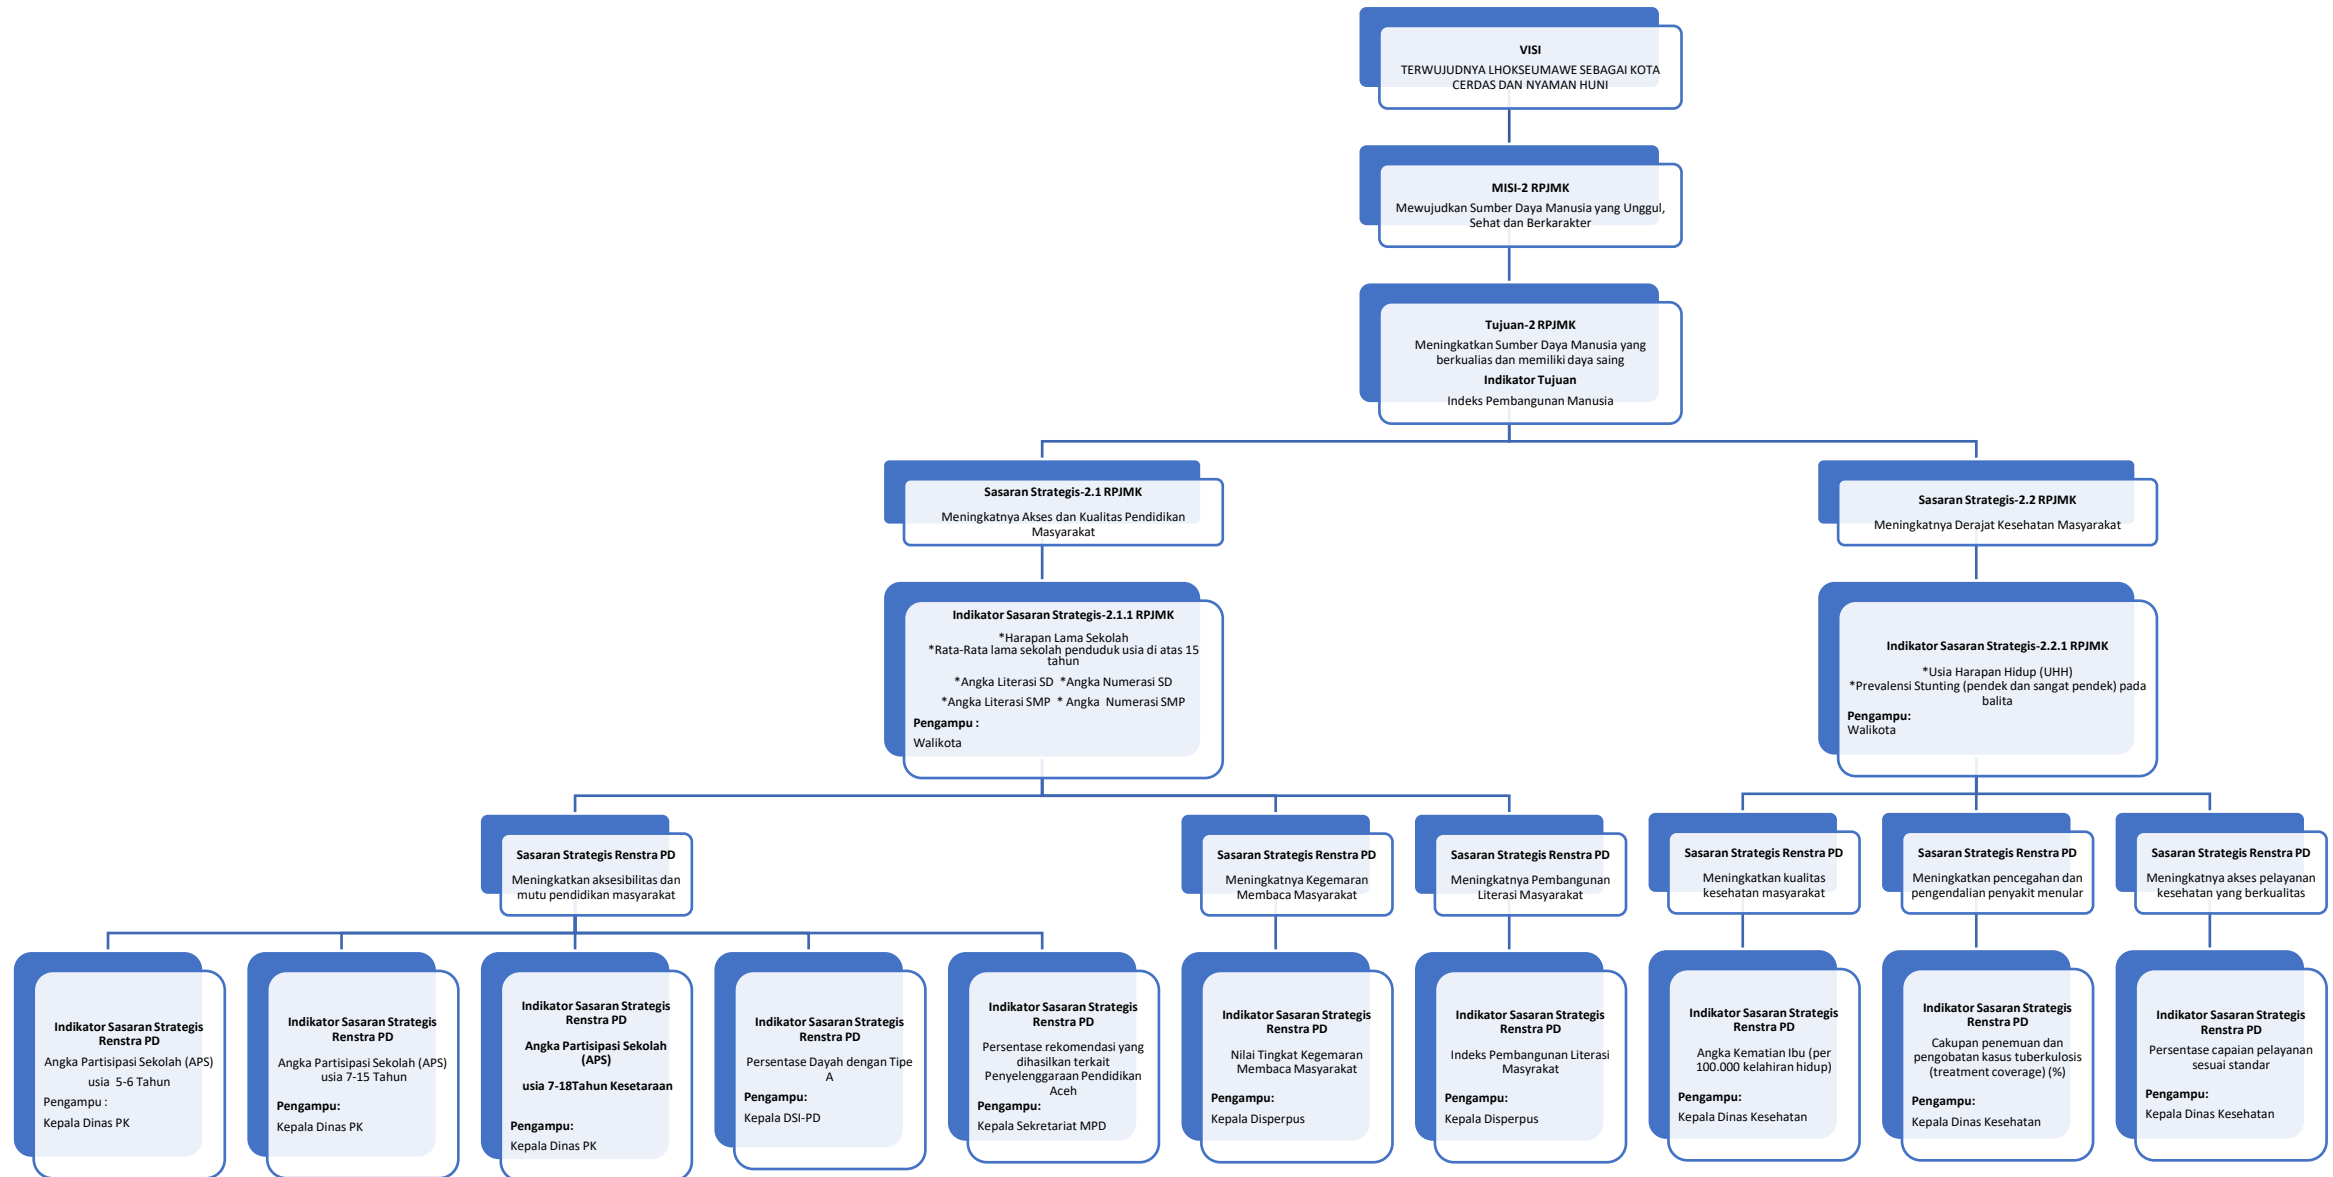 VISI
TERWUJUDNYA LHOKSEUMAWE SEBAGAI KOTA
CERDAS DAN NYAMAN HUNI
MISI-2 RPJMK
Mewujudkan Sumber Daya Manusia yang Unggul,
Sehat dan Berkarakter
Tujuan-2 RPJMK
Meningkatkan Sumber Daya Manusia yang
berkualias dan memiliki daya saing
Indikator Tujuan
Indeks Pembangunan Manusia
Sasaran Strategis-2.1 RPJMK
Meningkatnya Akses dan Kualitas Pendidikan
Masyarakat
Sasaran Strategis-2.2 RPJMK
Meningkatnya Derajat Kesehatan Masyarakat
Indikator Sasaran Strategis-2.1.1 RPJMK
*Harapan Lama Sekolah
*Rata-Rata lama sekolah penduduk usia di atas 15
tahun
*Angka Literasi SD  *Angka Numerasi SD
*Angka Literasi SMP  * Angka  Numerasi SMP
Pengampu :
Walikota
Indikator Sasaran Strategis-2.2.1 RPJMK
*Usia Harapan Hidup (UHH)
*Prevalensi Stunting (pendek dan sangat pendek) pada
balita
Pengampu:
Walikota
Sasaran Strategis Renstra PD
Meningkatkan aksesibilitas dan
mutu pendidikan masyarakat
Sasaran Strategis Renstra PD
Meningkatnya Kegemaran
Membaca Masyarakat
Sasaran Strategis Renstra PD
Meningkatnya Pembangunan
Literasi Masyarakat
Sasaran Strategis Renstra PD
Meningkatkan kualitas
kesehatan masyarakat
Sasaran Strategis Renstra PD
Meningkatkan pencegahan dan
pengendalian penyakit menular
Sasaran Strategis Renstra PD
Meningkatnya akses pelayanan
kesehatan yang berkualitas
Indikator Sasaran Strategis
Renstra PD
Angka Partisipasi Sekolah (APS)
usia  5-6 Tahun
Pengampu :
Kepala Dinas PK
Indikator Sasaran Strategis
Renstra PD
Angka Partisipasi Sekolah (APS)
usia 7-15 Tahun
Pengampu:
Kepala Dinas PK
Indikator Sasaran Strategis
Renstra PD
Angka Partisipasi Sekolah
(APS)
usia 7-18Tahun Kesetaraan
Pengampu:
Kepala Dinas PK
Indikator Sasaran Strategis
Renstra PD
Persentase Dayah dengan Tipe
A
Pengampu:
Kepala DSI-PD
Indikator Sasaran Strategis
Renstra PD
Persentase rekomendasi yang
dihasilkan terkait
Penyelenggaraan Pendidikan
Aceh
Pengampu:
Kepala Sekretariat MPD
Indikator Sasaran Strategis
Renstra PD
Nilai Tingkat Kegemaran
Membaca Masyarakat
Pengampu:
Kepala Disperpus
Indikator Sasaran Strategis
Renstra PD
Indeks Pembangunan Literasi
Masyrakat
Pengampu:
Kepala Disperpus
Indikator Sasaran Strategis
Renstra PD
Angka Kematian Ibu (per
100.000 kelahiran hidup)
Pengampu:
Kepala Dinas Kesehatan
Indikator Sasaran Strategis
Renstra PD
Cakupan penemuan dan
pengobatan kasus tuberkulosis
(treatment coverage) (%)
Pengampu:
Kepala Dinas Kesehatan
Indikator Sasaran Strategis
Renstra PD
Persentase capaian pelayanan
sesuai standar
Pengampu:
Kepala Dinas Kesehatan